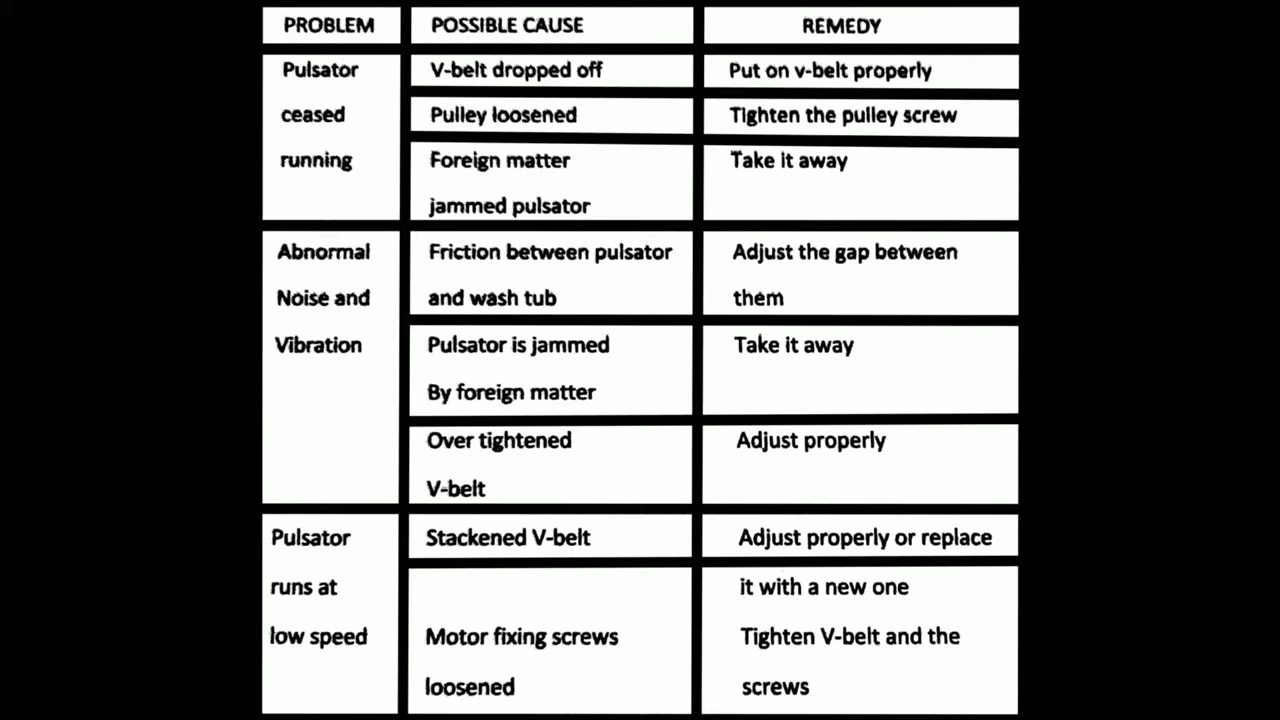 PROBLEM POSSIBLE CAUSE REMEDY
Pulsator V-belt dropped off Put on v-belt properly
ceased Pulley loosened Tighten the pulley screw
running Foreign matter Take it away
jammed pulsator
Abnormal Friction between pulsator Adjust the gap between
Noise and and wash tub them
Vibration Pulsator is jammed Take it away
By foreign matter
Over tightened Adjust properly
V-belt
Pulsator Stackened V-belt Adjust properly or replace
runs at it with a new one
low speed Motor fixing screws Tighten V-belt and the
loosened screws